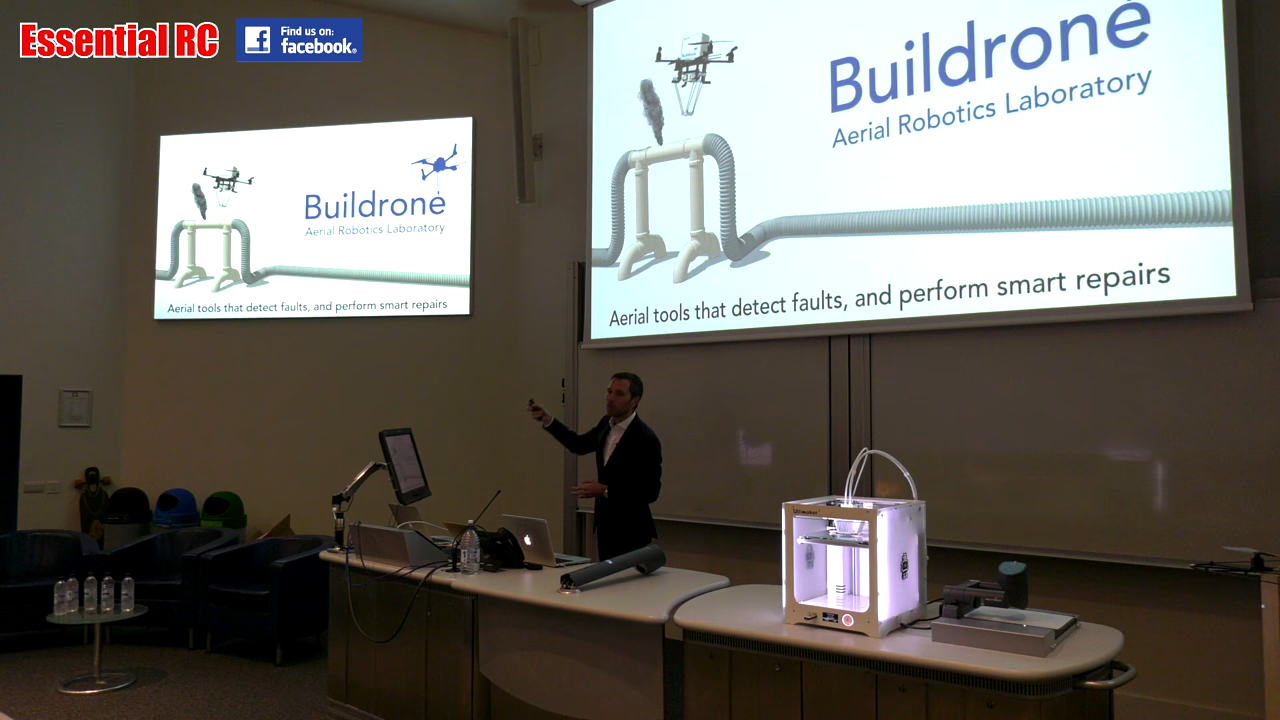 Essential RC
Find us on:
facebook®
Buildrone
Aerial Robotics Laboratory
Aerial tools that detect faults, and perform smart repairs
Buildrone
Aerial Robotics Laboratory
Aerial tools that detect faults, and perform smart repairs
Ultimaker